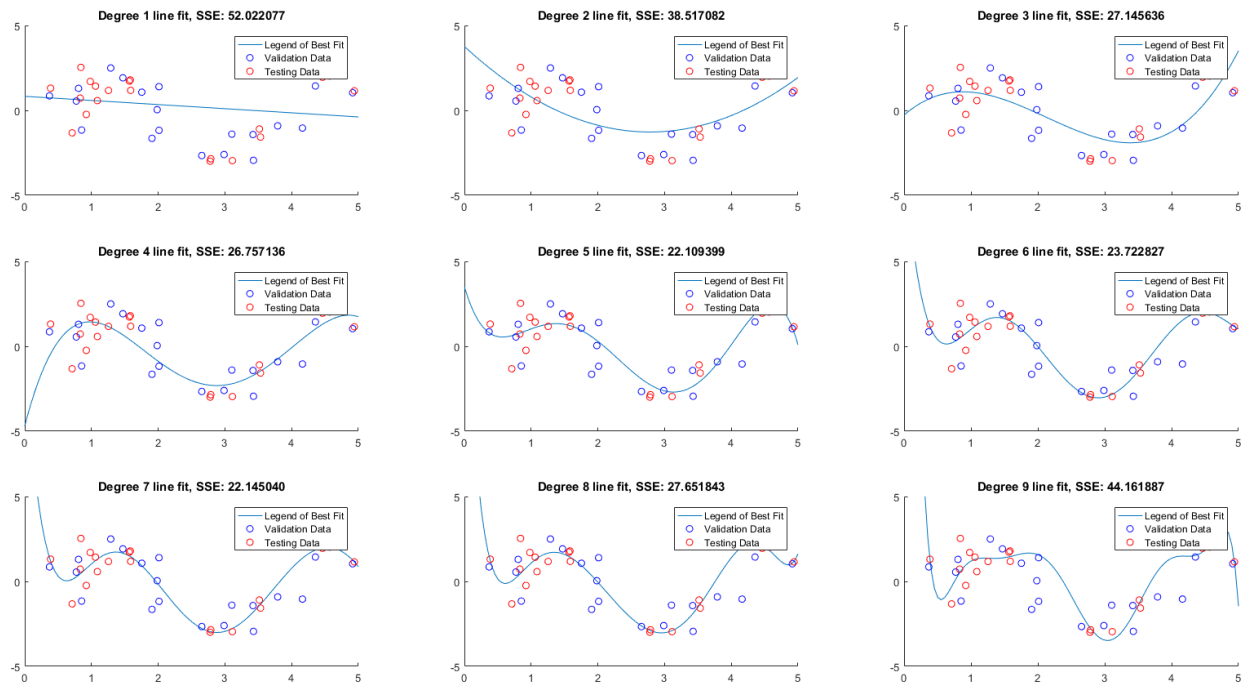 Degree 1 line fit, SSE: 52.022077
5
0
-5
0 1 2 3 4 5
Legend of Best Fit
Validation Data
Testing Data
Degree 2 line fit, SSE: 38.517082
5
0
-5
0 1 2 3 4 5
Legend of Best Fit
Validation Data
Testing Data
Degree 3 line fit, SSE: 27.145636
5
0
-5
0 1 2 3 4 5
Legend of Best Fit
Validation Data
Testing Data
Degree 4 line fit, SSE: 26.757136
5
0
-5
0 1 2 3 4 5
Legend of Best Fit
Validation Data
Testing Data
Degree 5 line fit, SSE: 22.109399
5
0
-5
0 1 2 3 4 5
Legend of Best Fit
Validation Data
Testing Data
Degree 6 line fit, SSE: 23.722827
5
0
-5
0 1 2 3 4 5
Legend of Best Fit
Validation Data
Testing Data
Degree 7 line fit, SSE: 22.145040
5
0
-5
0 1 2 3 4 5
Legend of Best Fit
Validation Data
Testing Data
Degree 8 line fit, SSE: 27.651843
5
0
-5
0 1 2 3 4 5
Legend of Best Fit
Validation Data
Testing Data
Degree 9 line fit, SSE: 44.161887
5
0
-5
0 1 2 3 4 5
Legend of Best Fit
Validation Data
Testing Data